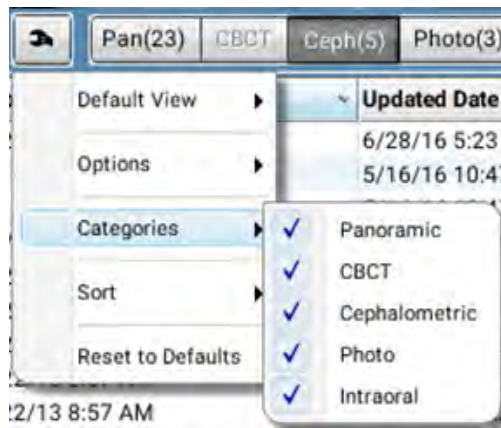 Pan(23) CBCT Ceph(5) Photo(3)
Default View
Updated Date
6/28/16 5:23
Options
5/16/16 10:4
Categories
Panoramic
CBCT
Sort
Cephalometric
Reset to Defaults
Photo
Intraoral
2/13 8:57 AM